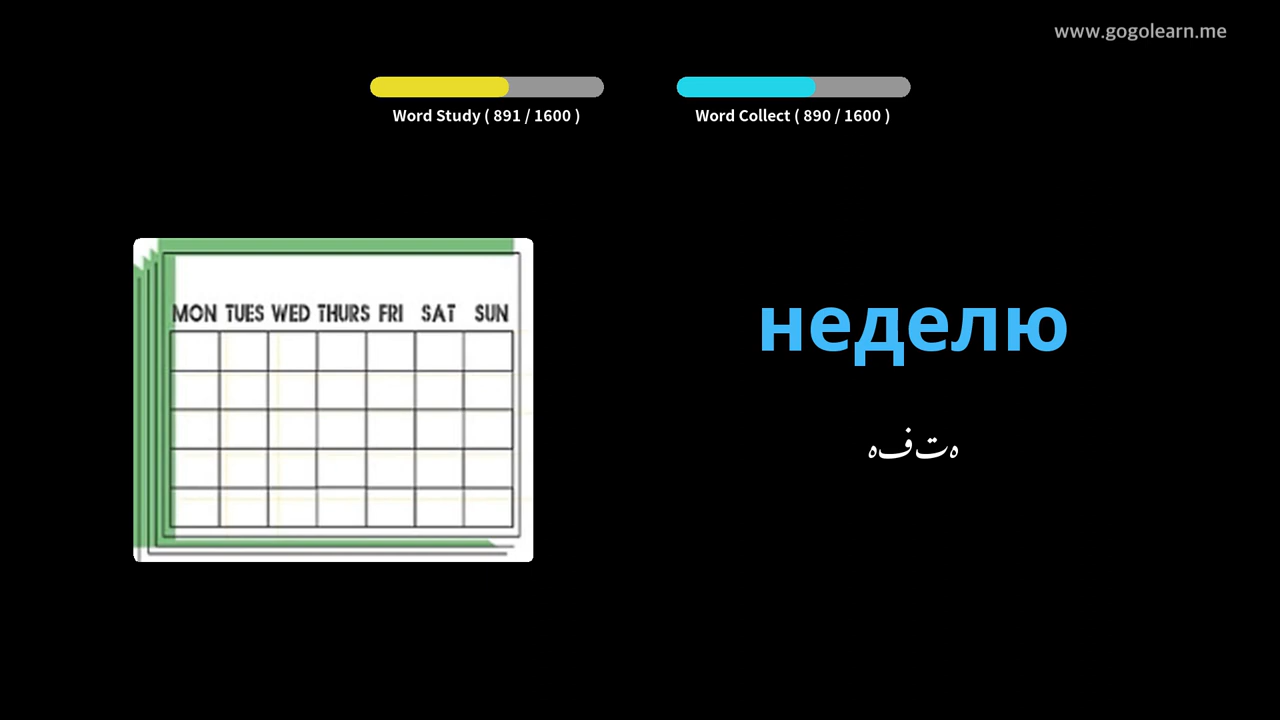 www.gogolearn.me
Word Study ( 891 / 1600 )
Word Collect ( 890 / 1600 )
MON TUES WED THURS FRI SAT SUN
неделю
هتفه